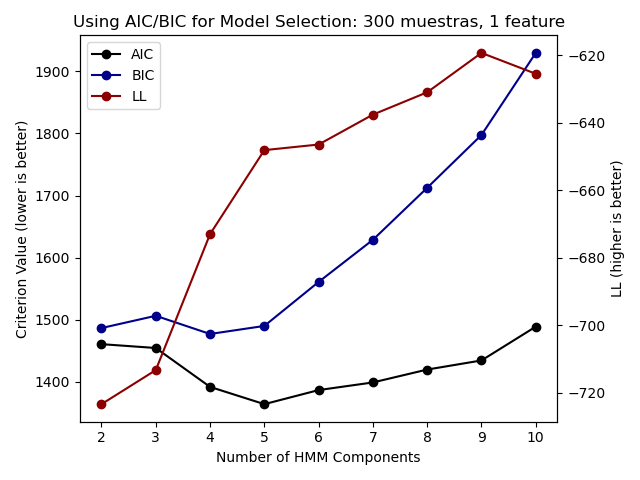 Using AIC/BIC for Model Selection: 300 muestras, 1 feature
AIC
BIC
LL
Criterion Value (lower is better)
1900
1800
1700
1600
1500
1400
−620
−640
−660
−680
−700
−720
LL (higher is better)
2 3 4 5 6 7 8 9 10
Number of HMM Components